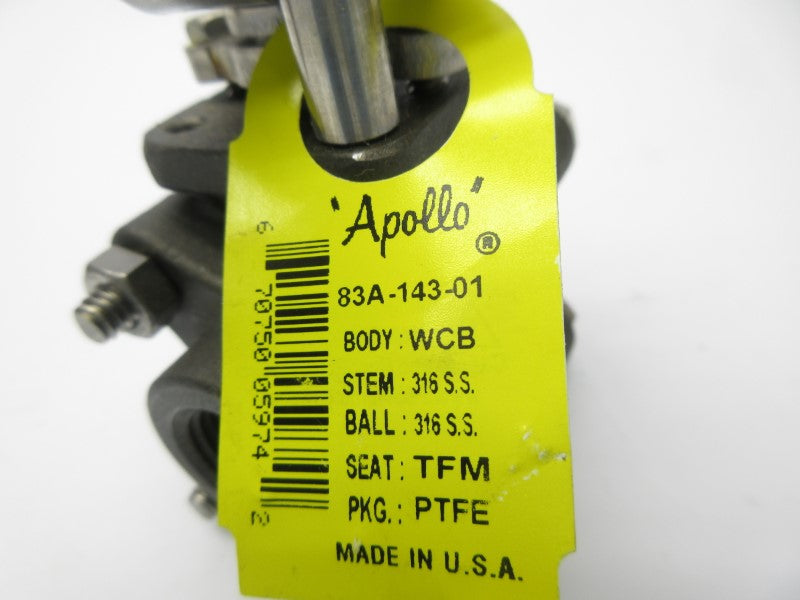 "Apollo"®
83A-143-01
BODY: WCB
STEM: 316 S.S.
BALL: 316 S.S.
SEAT: TFM
PKG.: PTFE
MADE IN U.S.A.
6 70750 05974 2